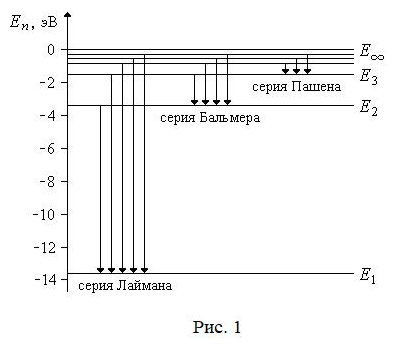 Eₙ, эВ
0
E∞
−2
E₃
серия Пашена
−4
E₂
серия Бальмера
−6
−8
−10
−12
−14
E₁
серия Лаймана
Рис. 1